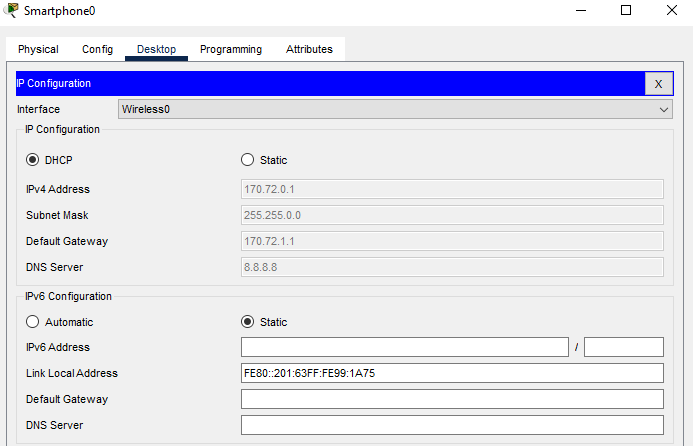 Smartphone0
Physical Config Desktop Programming Attributes
IP Configuration X
Interface Wireless0
IP Configuration
DHCP Static
IPv4 Address 170.72.0.1
Subnet Mask 255.255.0.0
Default Gateway 170.72.1.1
DNS Server 8.8.8.8
IPv6 Configuration
Automatic Static
IPv6 Address /
Link Local Address FE80::201:63FF:FE99:1A75
Default Gateway
DNS Server